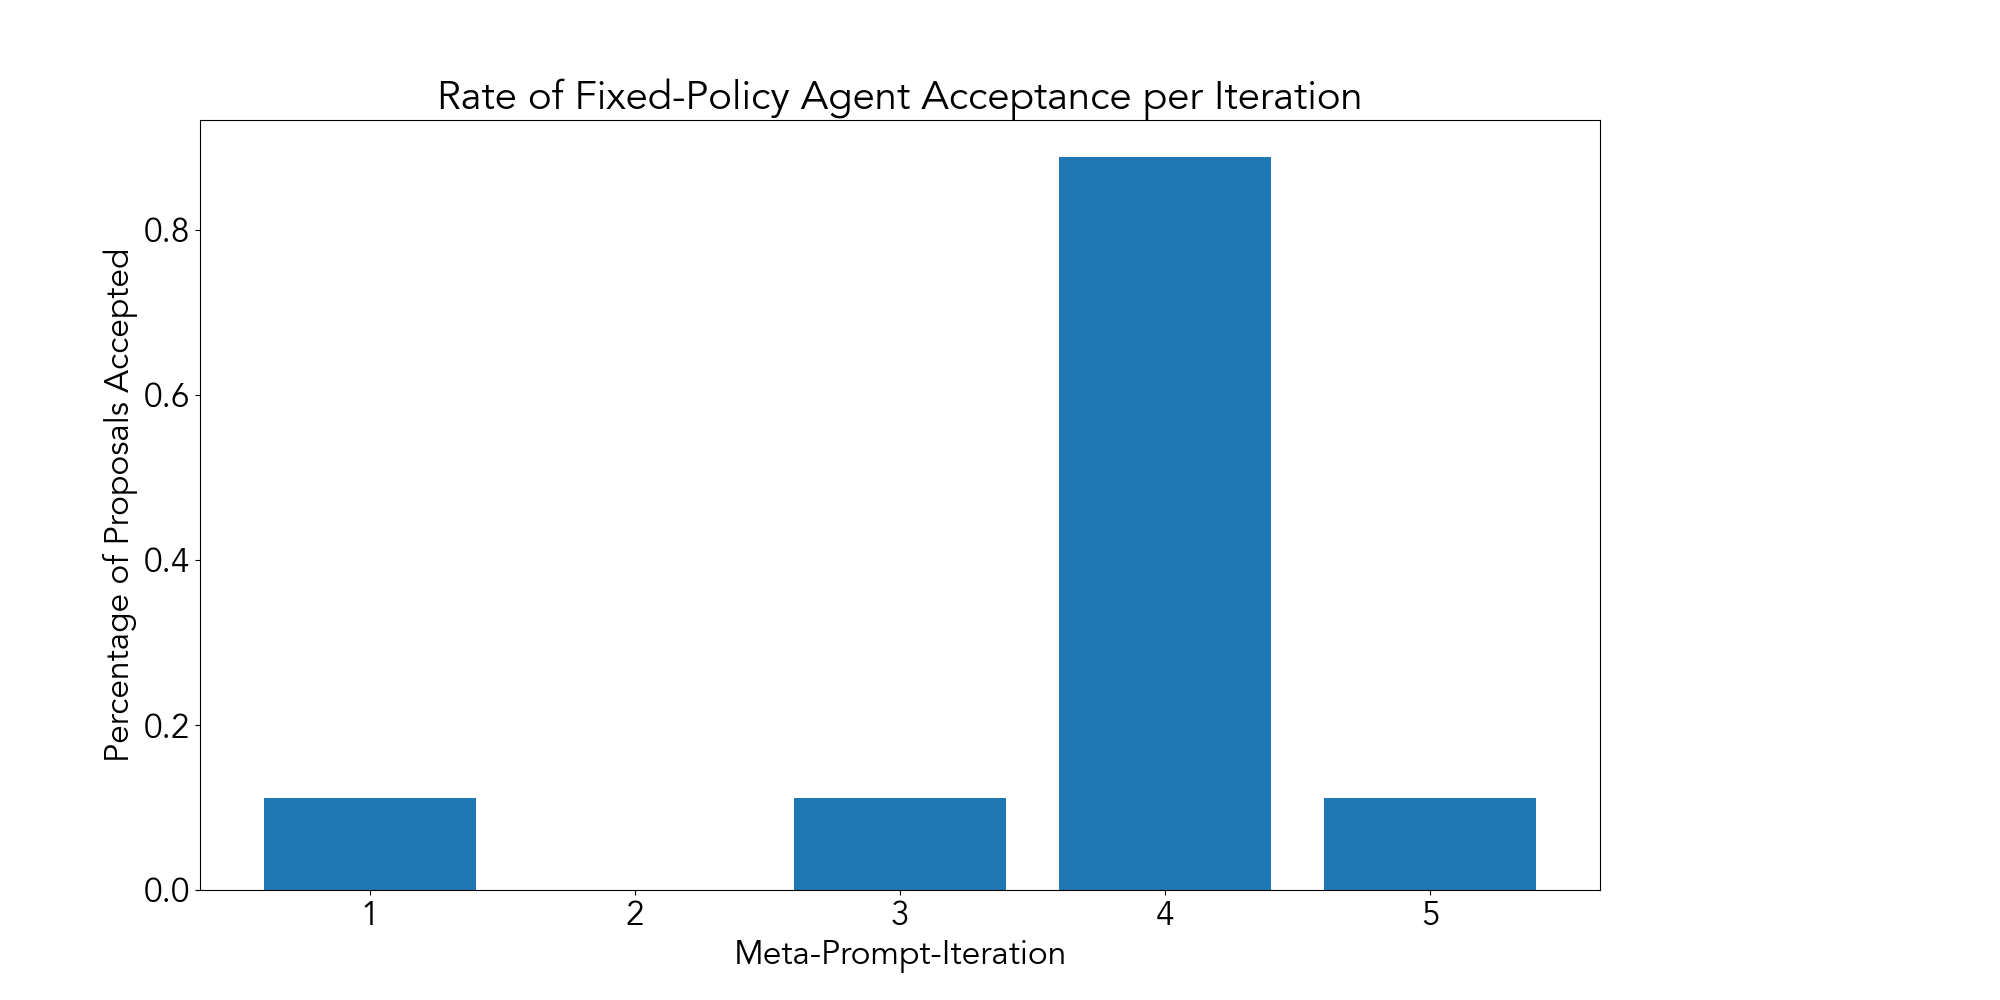 Rate of Fixed-Policy Agent Acceptance per Iteration
Percentage of Proposals Accepted
0.8
0.6
0.4
0.2
0.0
1 2 3 4 5
Meta-Prompt-Iteration